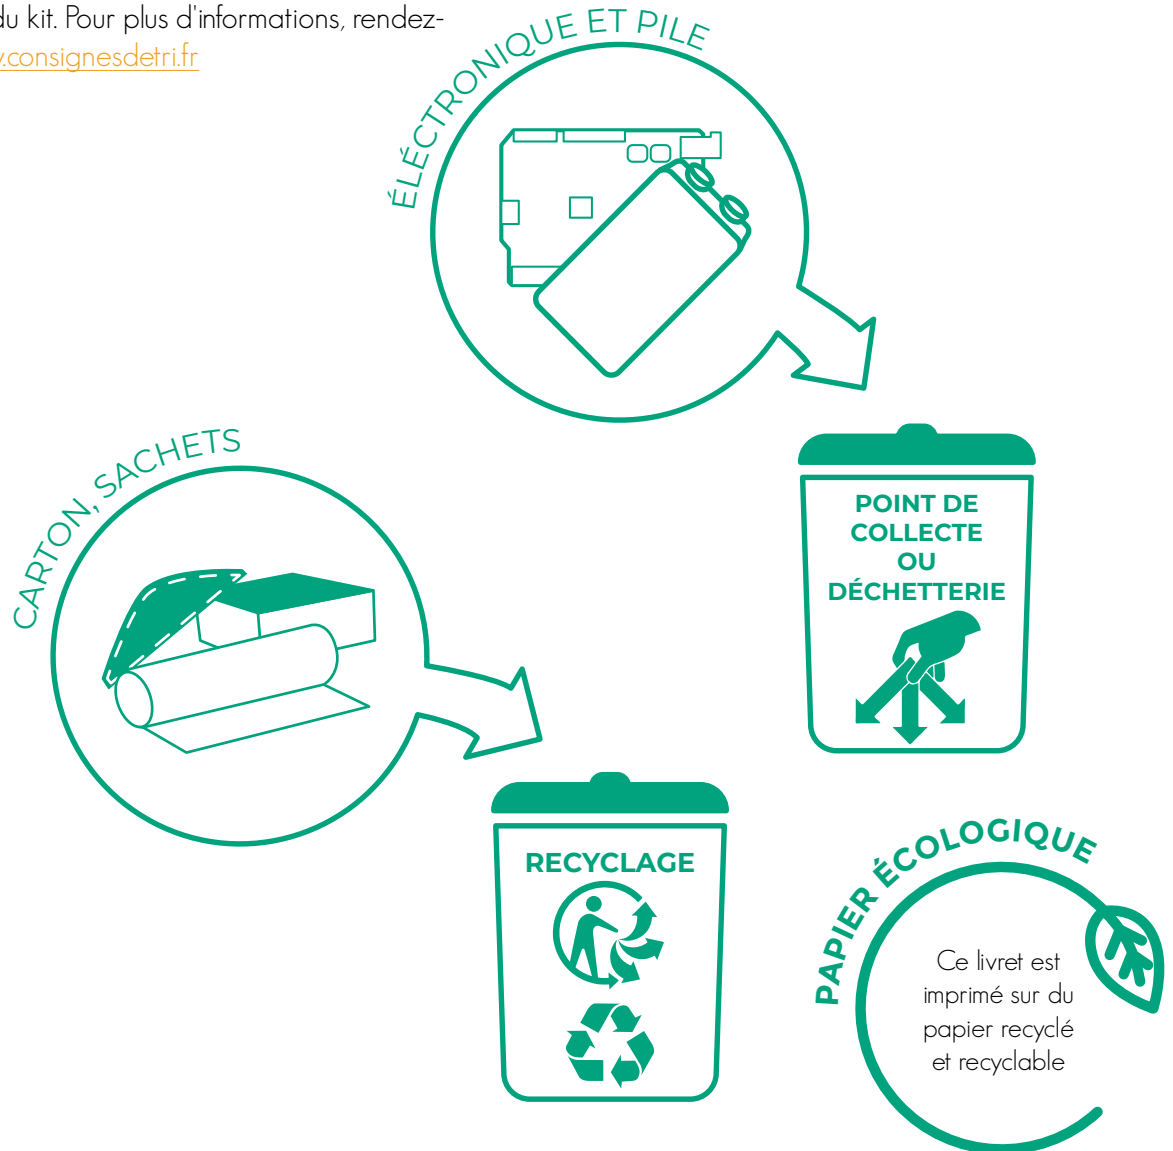 du kit. Pour plus d'informations, rendez-
.consignesdetri.fr
ÉLÉCTRONIQUE ET PILE
CARTON, SACHETS
POINT DE
COLLECTE
OU
DÉCHETTERIE
RECYCLAGE
PAPIER ÉCOLOGIQUE
Ce livret est
imprimé sur du
papier recyclé
et recyclable